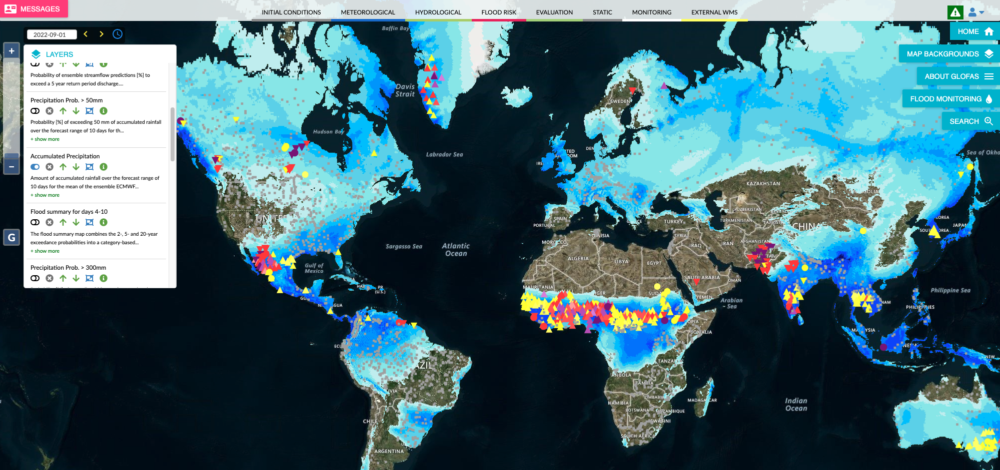 MESSAGES
INITIAL CONDITIONS
METEOROLOGICAL
HYDROLOGICAL
FLOOD RISK
EVALUATION
STATIC
MONITORING
EXTERNAL WMS
2022-09-01
HOME
MAP BACKGROUNDS
ABOUT GLOFAS
FLOOD MONITORING
SEARCH
+
−
G
LAYERS
Probability of ensemble streamflow predictions [%] to
exceed a 5 year return period discharge....
Precipitation Prob. > 50mm
Probability [%] of exceeding 50 mm of accumulated rainfall
over the forecast range of 10 days for th...
+ show more
Accumulated Precipitation
Amount of accumulated rainfall over the forecast range of
10 days for the mean of the ensemble ECMWF...
+ show more
Flood summary for days 4-10
The flood summary map combines the 2-, 5- and 20-year
exceedance probabilities into a category-based...
+ show more
Precipitation Prob. > 300mm
Baffin Bay
Davis
Strait
Hudson Bay
Labrador Sea
SWEDEN
Sea of Okho
KAZAKHSTAN
MONGOLIA
UZBEKISTAN
TURKMENISTAN
SPAIN
PORTUGAL
TURKEY
CHINA
JAPAN
TUNISIA
SYRIA
MOROCCO
IRAQ
IRAN
AFGHANISTAN
Sargasso Sea
Atlantic
Ocean
ALGERIA
LIBYA
EGYPT
Gulf of
Mexico
SAUDI ARABIA
OMAN
PR
(U.S.)
MAURITANIA
YEMEN
Arabian
Sea
Philippine Sea
PHILIPPINES
SOMALIA
ECU
TANZAN
ANGOLA
NAMIBIA
ZIMBABW
BOTSWANA
MADAGASCAR
Indian
Ocean
CHILE
SOUTH AFRIC
ARGENTINA